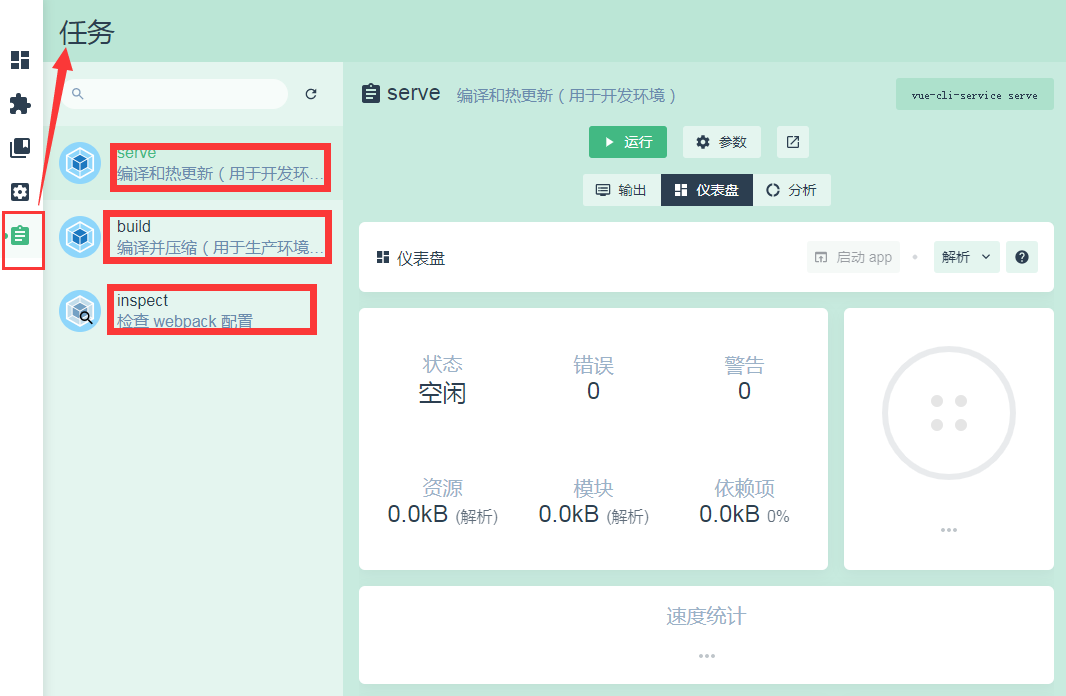 任务
serve
编译和热更新（用于开发环...
build
编译并压缩（用于生产环境...
inspect
检查 webpack 配置
serve 编译和热更新（用于开发环境）
vue-cli-service serve
运行 参数
输出 仪表盘 分析
仪表盘
启动 app
解析
状态 错误 警告
空闲 0 0
资源 模块 依赖项
0.0kB (解析) 0.0kB (解析) 0.0kB 0%
速度统计